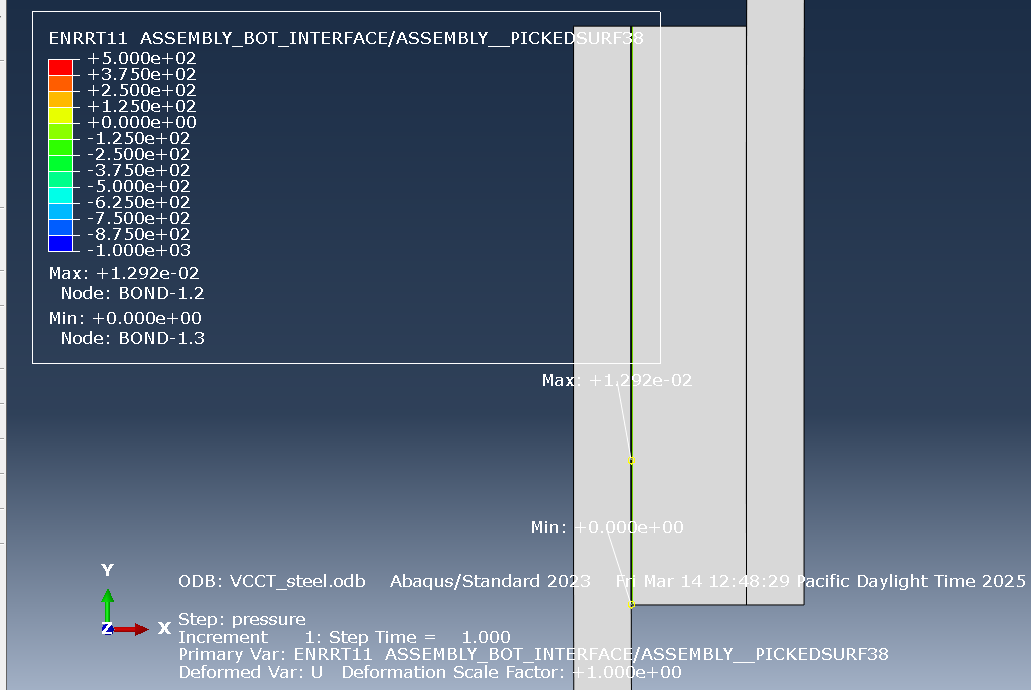 ENRRT11 ASSEMBLY_BOT_INTERFACE/ASSEMBLY__PICKEDSURF38
+5.000e+02
+3.750e+02
+2.500e+02
+1.250e+02
+0.000e+00
-1.250e+02
-2.500e+02
-3.750e+02
-5.000e+02
-6.250e+02
-7.500e+02
-8.750e+02
-1.000e+03
Max: +1.292e-02
Node: BOND-1.2
Min: +0.000e+00
Node: BOND-1.3
Max: +1.292e-02
Min: +0.000e+00
Y
Z
X
ODB: VCCT_steel.odb Abaqus/Standard 2023 Fri Mar 14 12:48:29 Pacific Daylight Time 2025
Step: pressure
Increment 1: Step Time = 1.000
Primary Var: ENRRT11 ASSEMBLY_BOT_INTERFACE/ASSEMBLY__PICKEDSURF38
Deformed Var: U Deformation Scale Factor: +1.000e+00